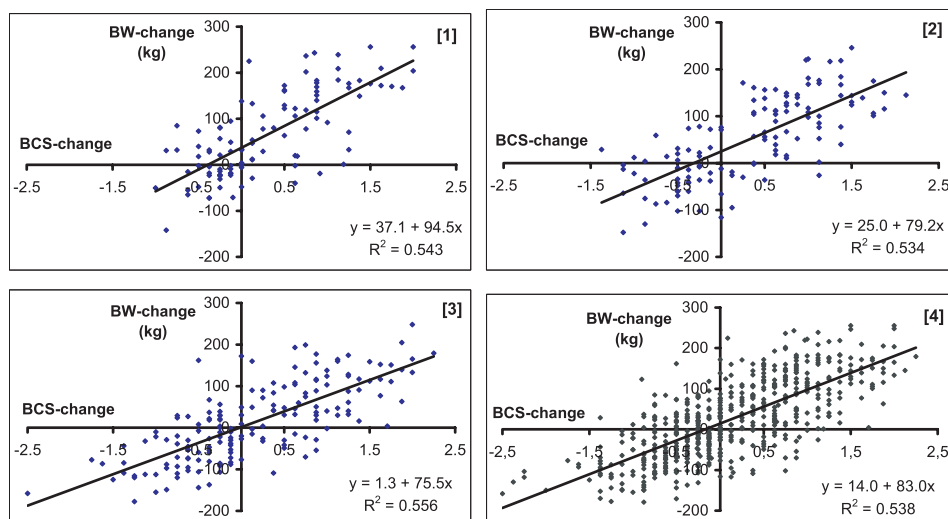 300
BW-change
(kg)
[1]
200
100
BCS-change
0
-2.5 -1.5 -0.5 0.5 1.5 2.5
-100
y = 37.1 + 94.5x
R² = 0.543
-200
300
BW-change
(kg)
[2]
200
100
BCS-change
0
-2.5 -1.5 -0.5 0.5 1.5 2.5
-100
y = 25.0 + 79.2x
R² = 0.534
-200
300
BW-change
(kg)
[3]
200
100
BCS-change
0
-2,5 -1,5 -0,5 0,5 1,5 2,5
-100
y = 1.3 + 75.5x
R² = 0.556
-200
300
BW-change
(kg)
[4]
200
100
BCS-change
0
-2,5 -1,5 -0,5 0,5 1,5 2,5
-100
y = 14.0 + 83.0x
R² = 0.538
-200